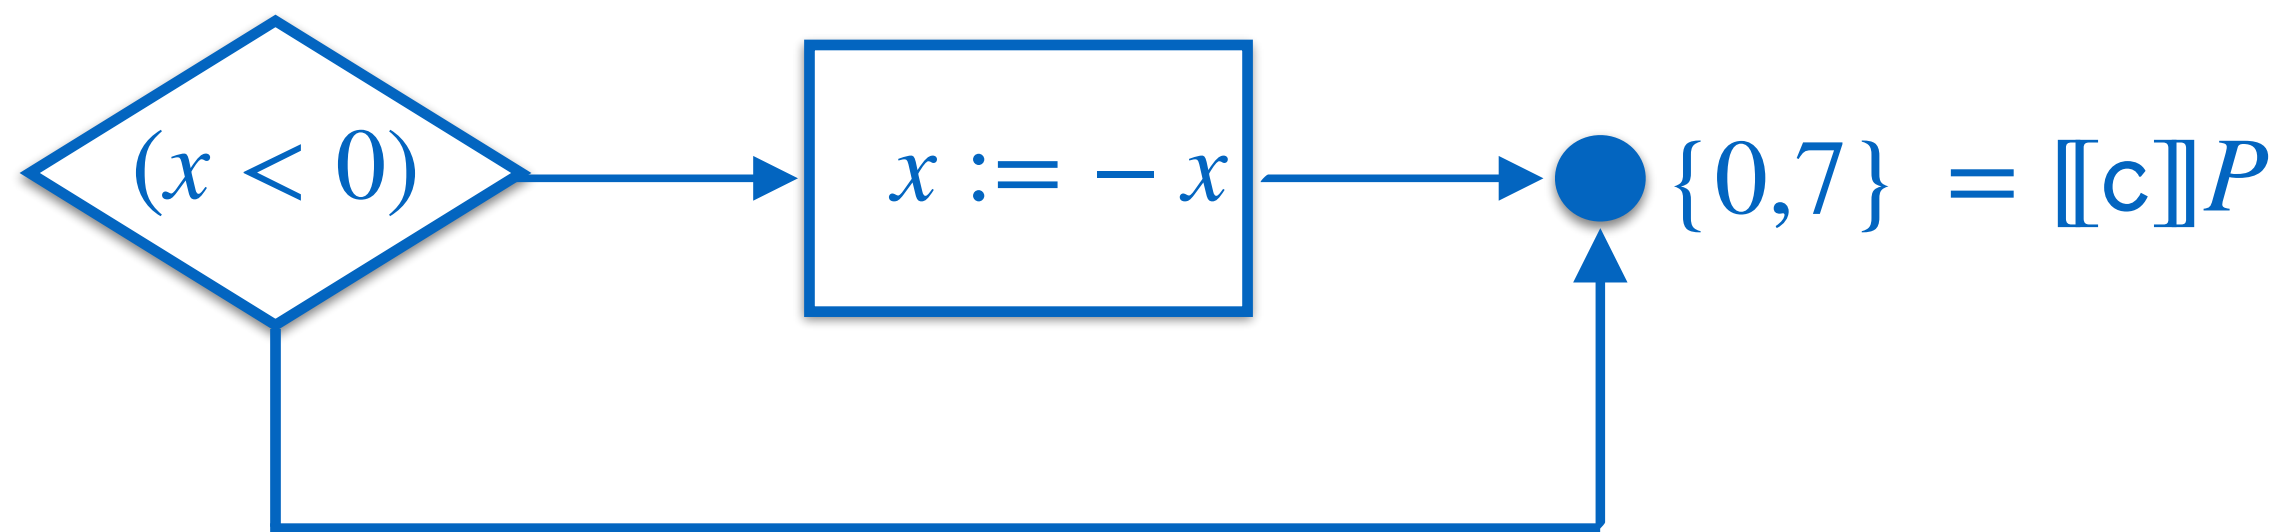 (x < 0)
x := − x
{0,7} = ⟦c⟧P